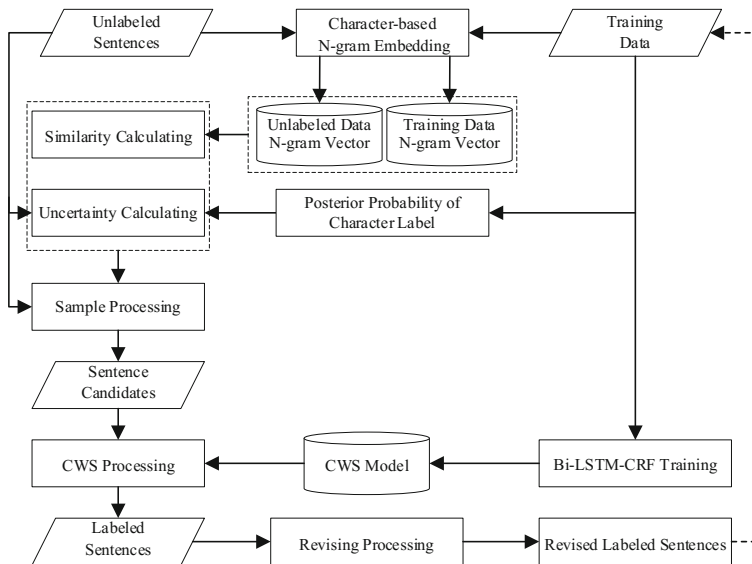 Unlabeled
Sentences
Character-based
N-gram Embedding
Training
Data
Unlabeled Data
N-gram Vector
Training Data
N-gram Vector
Similarity Calculating
Uncertainty Calculating
Posterior Probability of
Character Label
Sample Processing
Sentence
Candidates
CWS Processing
CWS Model
Bi-LSTM-CRF Training
Labeled
Sentences
Revising Processing
Revised Labeled Sentences